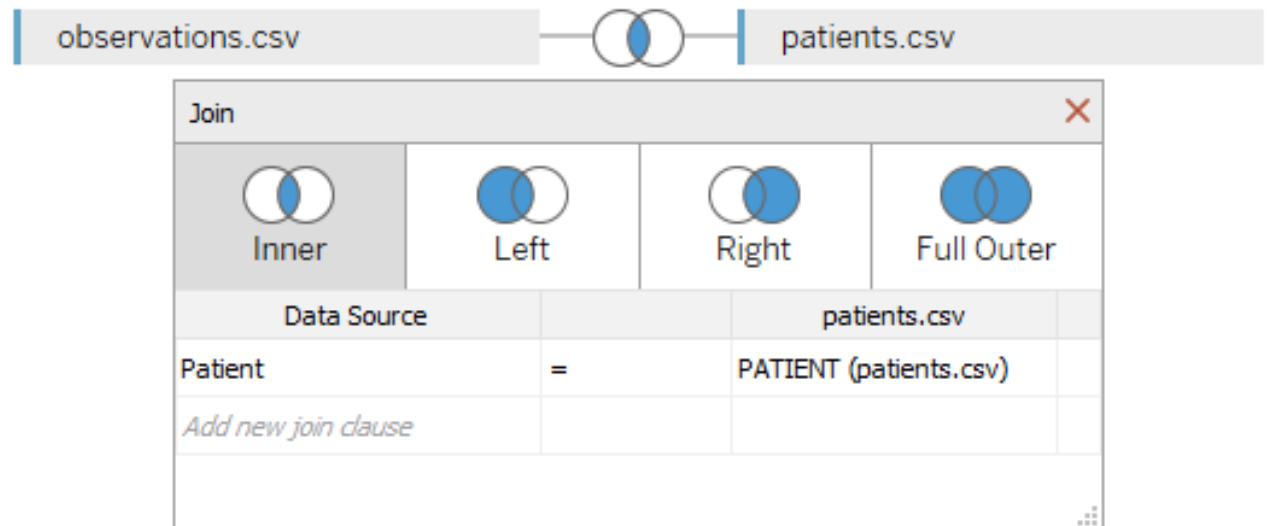 observations.csv patients.csv
Join
Inner Left Right Full Outer
Data Source patients.csv
Patient = PATIENT (patients.csv)
Add new join clause